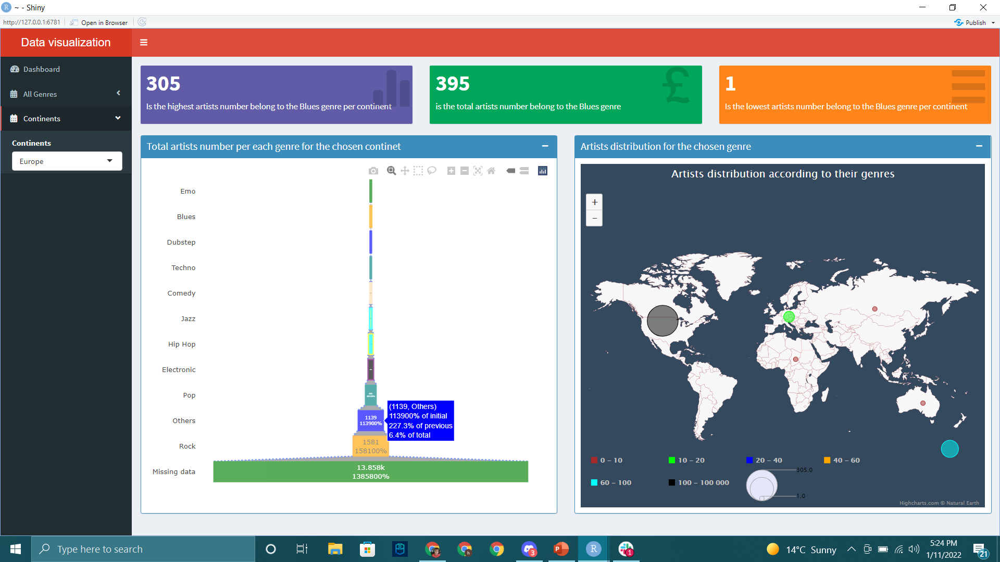 ~ - Shiny
http://127.0.0.1:6781
Open in Browser
Publish
Data visualization
Dashboard
All Genres
Continents
Continents
Europe
305
Is the highest artists number belong to the Blues genre per continent
395
is the total artists number belong to the Blues genre
1
Is the lowest artists number belong to the Blues genre per continent
Total artists number per each genre for the chosen continet
Emo
Blues
Dubstep
Techno
Comedy
Jazz
Hip Hop
Electronic
Pop
Others
Rock
Missing data
1139
113900%
(1139, Others)
113900% of initial
227.3% of previous
6.4% of total
1581
158100%
13.858k
1385800%
Artists distribution for the chosen genre
Artists distribution according to their genres
+
−
0 – 10
10 – 20
20 – 40
40 – 60
60 – 100
100 – 100 000
305.0
1.0
Highcharts.com © Natural Earth
Type here to search
14°C Sunny
5:24 PM
1/11/2022
3
1
21